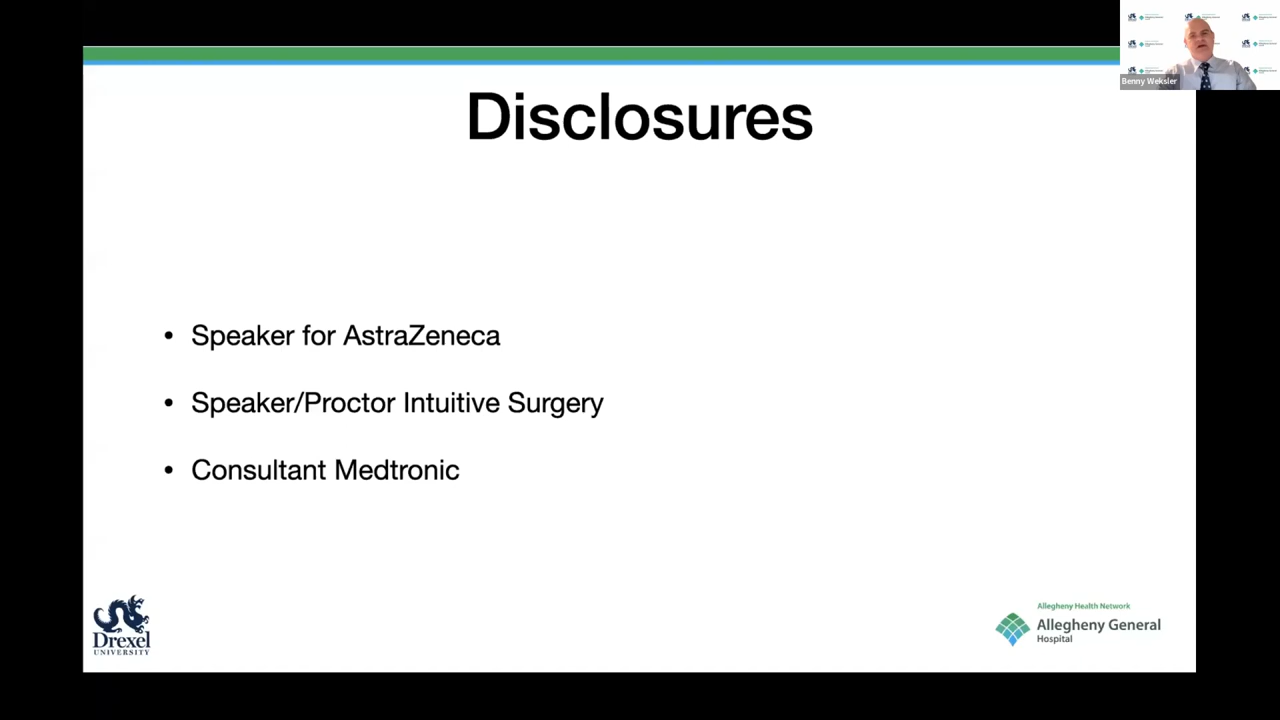 Disclosures
Benny Weksler
• Speaker for AstraZeneca
• Speaker/Proctor Intuitive Surgery
• Consultant Medtronic
Drexel
UNIVERSITY
Allegheny Health Network
Allegheny General
Hospital